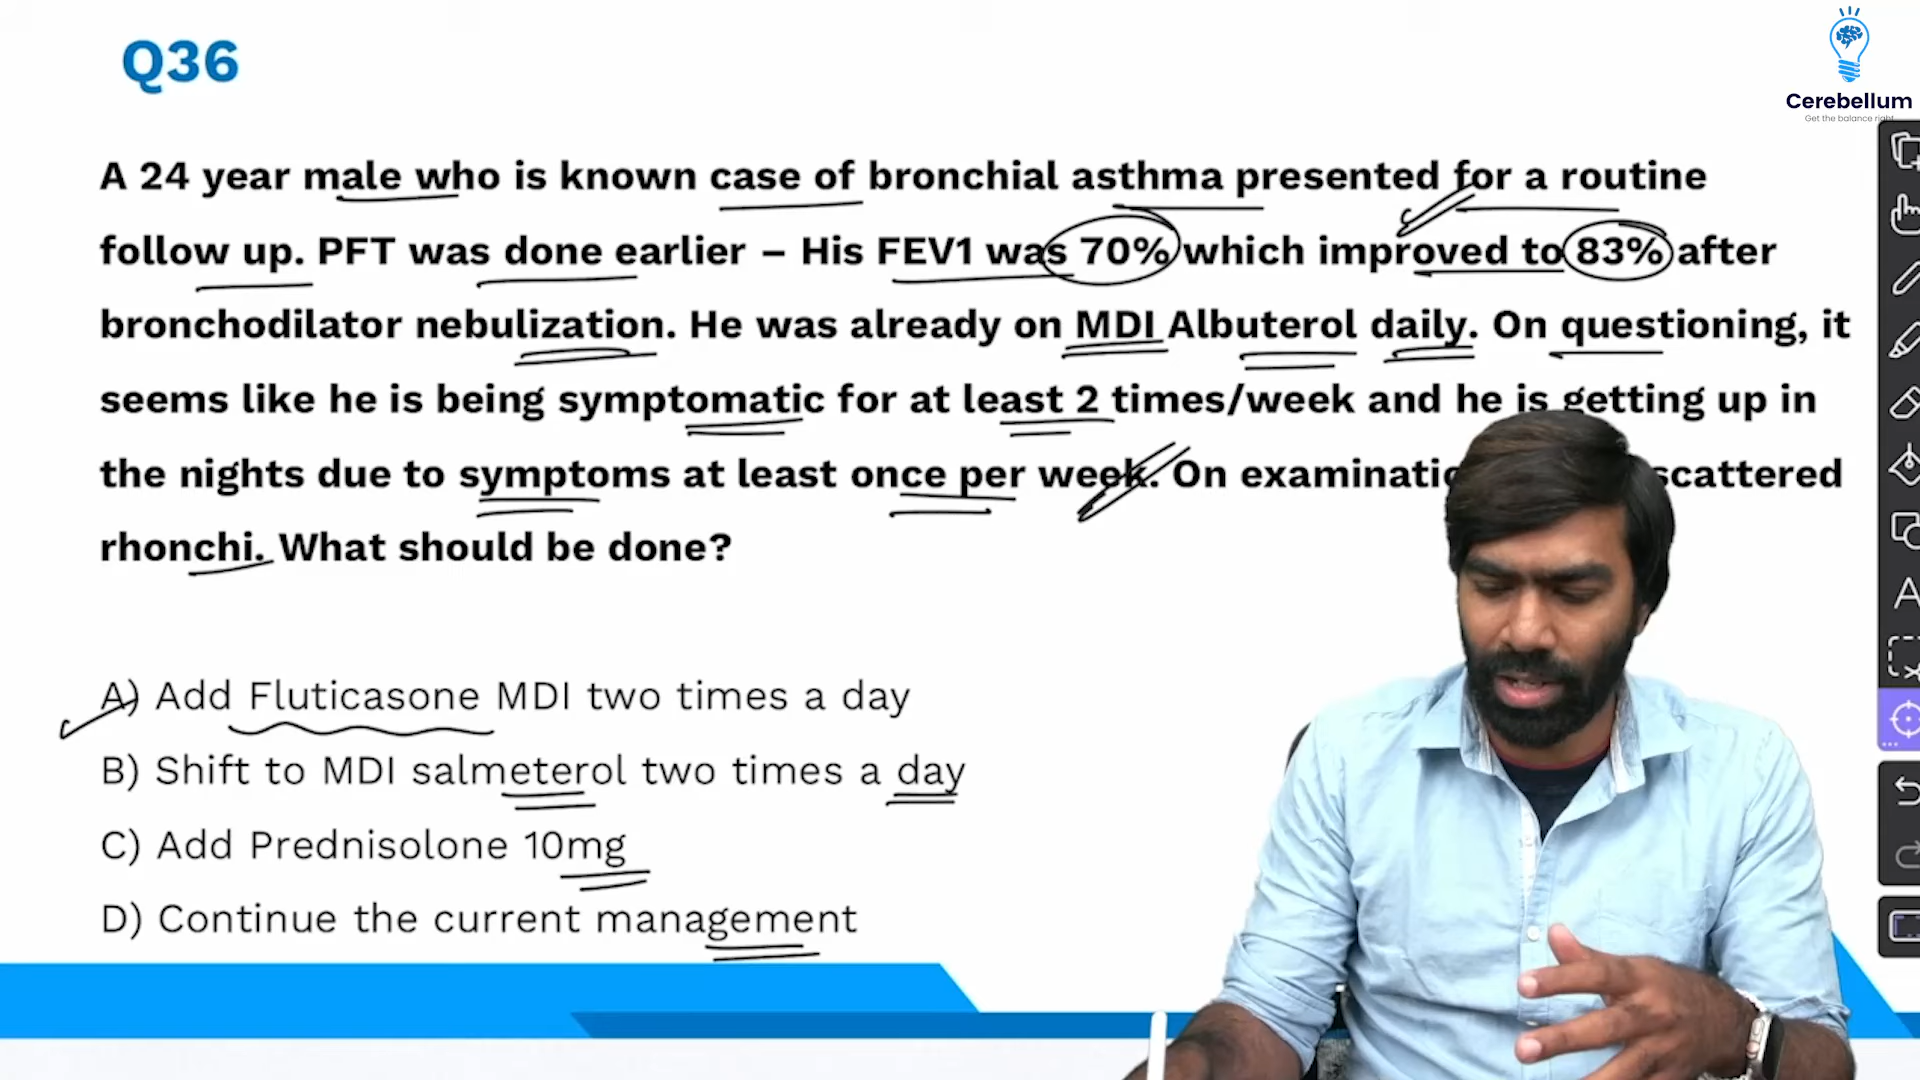 Q36
Cerebellum
Get the balance right
A 24 year male who is known case of bronchial asthma presented for a routine
follow up. PFT was done earlier – His FEV1 was 70% which improved to 83% after
bronchodilator nebulization. He was already on MDI Albuterol daily. On questioning, it
seems like he is being symptomatic for at least 2 times/week and he is getting up in
the nights due to symptoms at least once per week. On scattered
rhonchi. What should be done?
A) Add Fluticasone MDI two times a day
B) Shift to MDI salmeterol two times a day
C) Add Prednisolone 10mg
D) Continue the current management